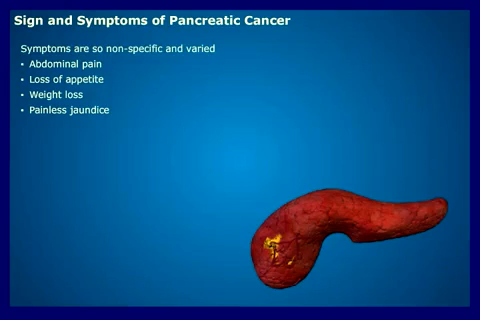 Sign and Symptoms of Pancreatic Cancer
Symptoms are so non-specific and varied
• Abdominal pain
• Loss of appetite
• Weight loss
• Painless jaundice